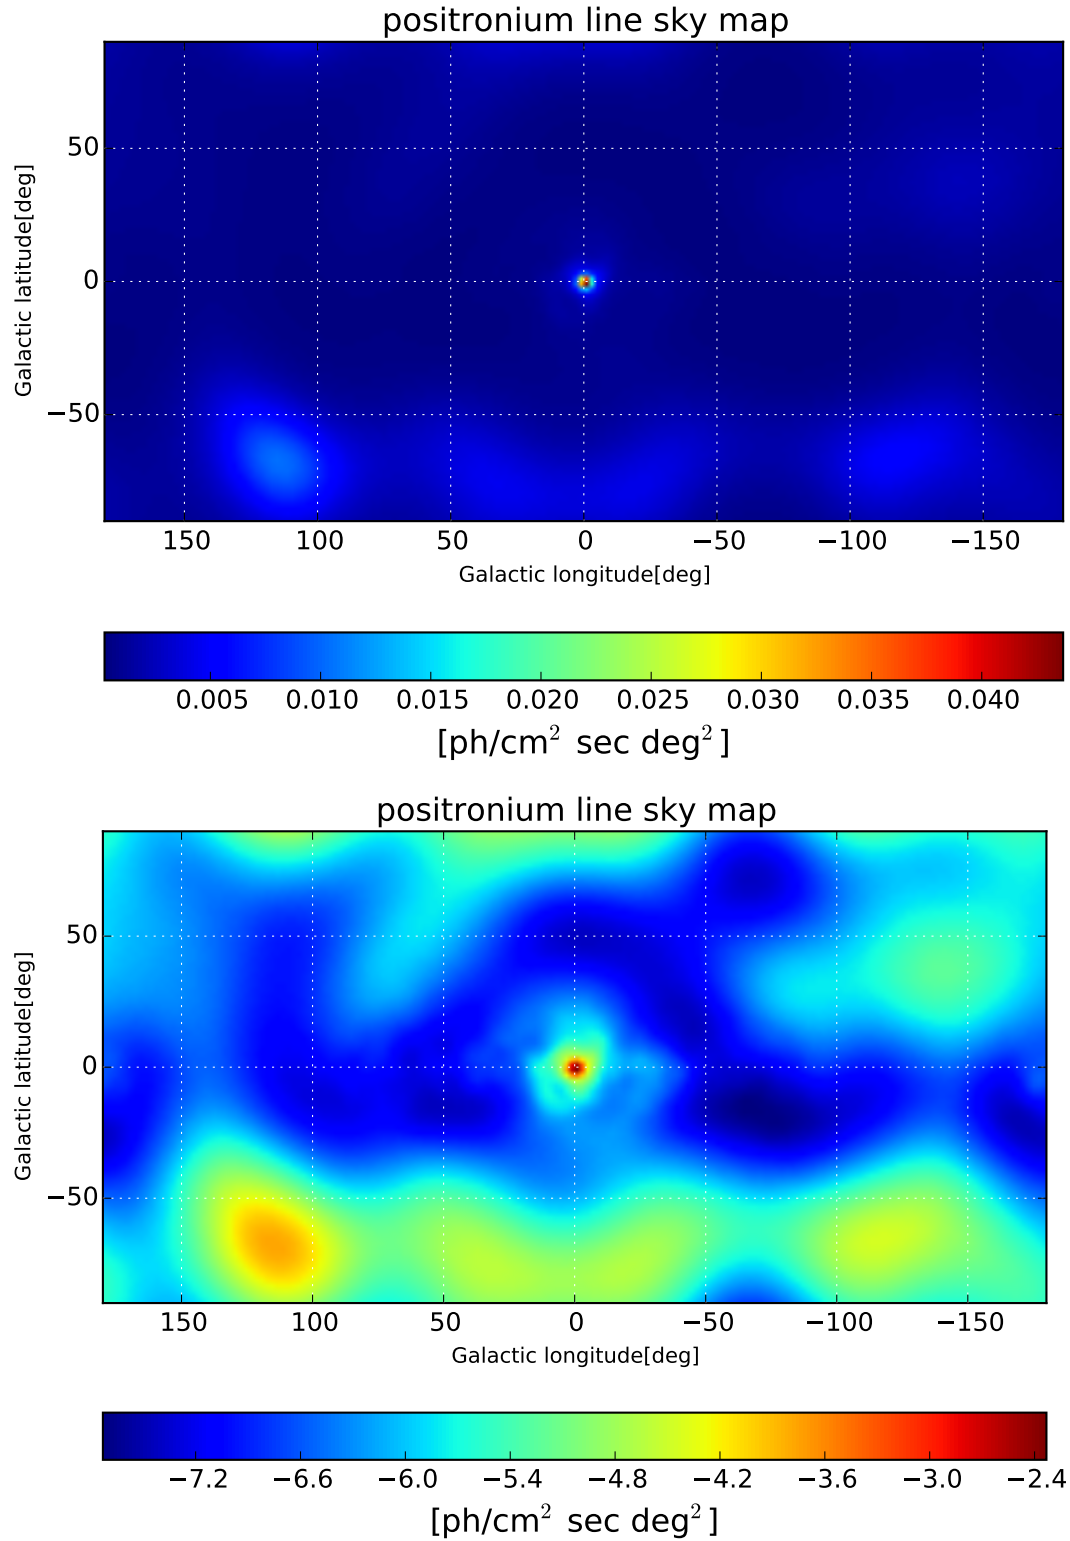 positronium line sky map
Galactic latitude[deg]
50
0
−50
150 100 50 0 −50 −100 −150
Galactic longitude[deg]
0.005 0.010 0.015 0.020 0.025 0.030 0.035 0.040
[ph/cm² sec deg²]
positronium line sky map
Galactic latitude[deg]
50
0
−50
150 100 50 0 −50 −100 −150
Galactic longitude[deg]
−7.2 −6.6 −6.0 −5.4 −4.8 −4.2 −3.6 −3.0 −2.4
[ph/cm² sec deg²]